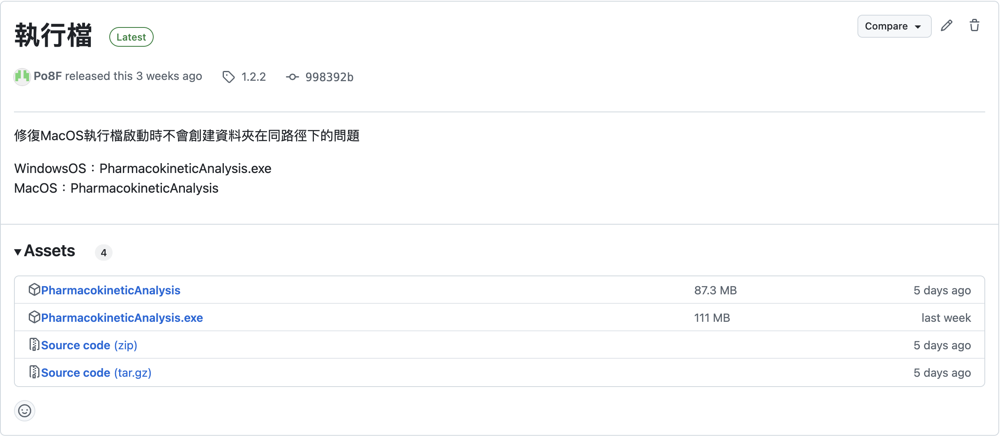 執行檔 Latest Compare
Po8F released this 3 weeks ago 1.2.2 998392b
修復MacOS執行檔啟動時不會創建資料夾在同路徑下的問題
WindowsOS：PharmacokineticAnalysis.exe
MacOS：PharmacokineticAnalysis
Assets 4
PharmacokineticAnalysis 87.3 MB 5 days ago
PharmacokineticAnalysis.exe 111 MB last week
Source code (zip) 5 days ago
Source code (tar.gz) 5 days ago